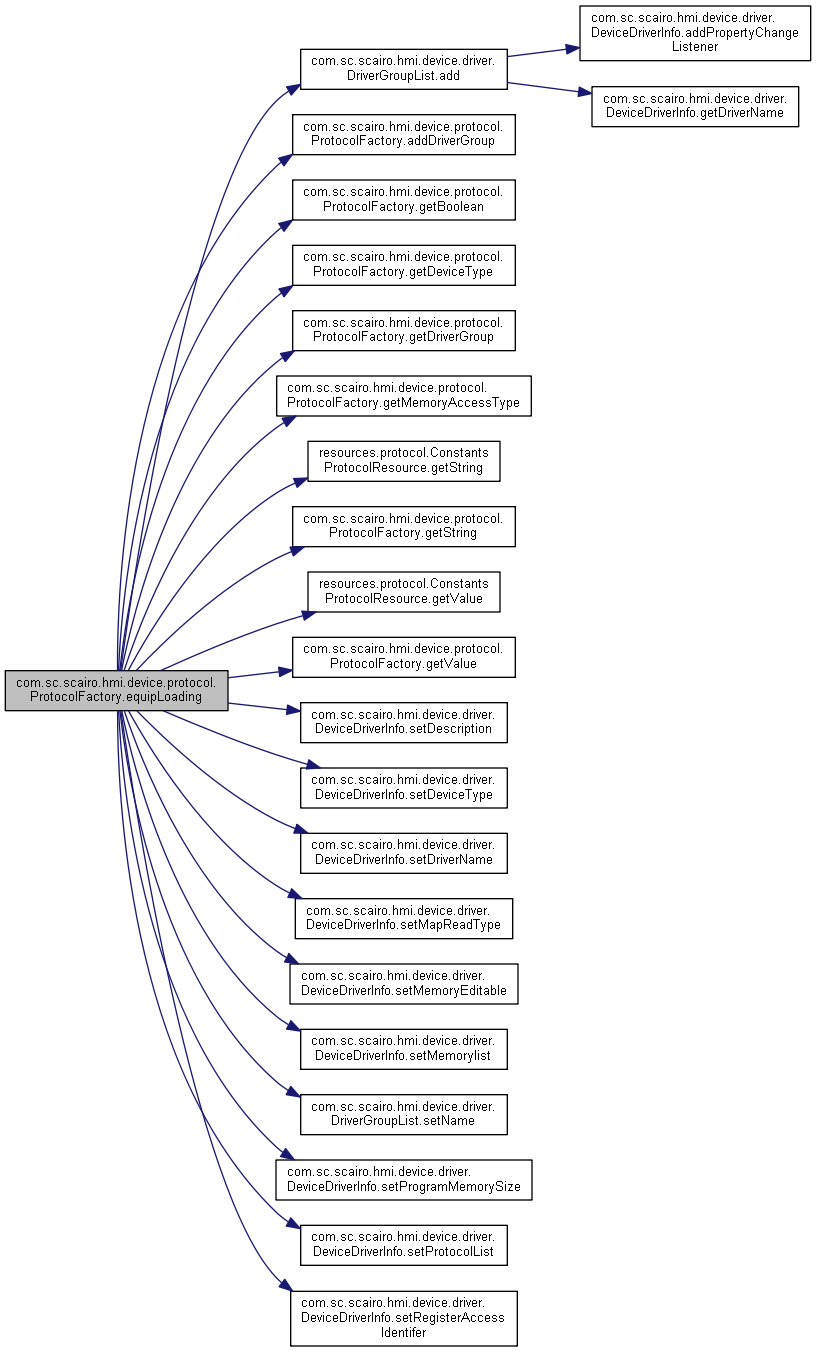 com.sc.scairo.hmi.device.driver.
DeviceDriverInfo.addPropertyChange
Listener
com.sc.scairo.hmi.device.driver.
DriverGroupList.add
com.sc.scairo.hmi.device.driver.
DeviceDriverInfo.getDriverName
com.sc.scairo.hmi.device.protocol.
ProtocolFactory.addDriverGroup
com.sc.scairo.hmi.device.protocol.
ProtocolFactory.getBoolean
com.sc.scairo.hmi.device.protocol.
ProtocolFactory.getDeviceType
com.sc.scairo.hmi.device.protocol.
ProtocolFactory.getDriverGroup
com.sc.scairo.hmi.device.protocol.
ProtocolFactory.getMemoryAccessType
resources.protocol.Constants
ProtocolResource.getString
com.sc.scairo.hmi.device.protocol.
ProtocolFactory.getString
resources.protocol.Constants
ProtocolResource.getValue
com.sc.scairo.hmi.device.protocol.
ProtocolFactory.getValue
com.sc.scairo.hmi.device.protocol.
ProtocolFactory.equipLoading
com.sc.scairo.hmi.device.driver.
DeviceDriverInfo.setDescription
com.sc.scairo.hmi.device.driver.
DeviceDriverInfo.setDeviceType
com.sc.scairo.hmi.device.driver.
DeviceDriverInfo.setDriverName
com.sc.scairo.hmi.device.driver.
DeviceDriverInfo.setMapReadType
com.sc.scairo.hmi.device.driver.
DeviceDriverInfo.setMemoryEditable
com.sc.scairo.hmi.device.driver.
DeviceDriverInfo.setMemorylist
com.sc.scairo.hmi.device.driver.
DriverGroupList.setName
com.sc.scairo.hmi.device.driver.
DeviceDriverInfo.setProgramMemorySize
com.sc.scairo.hmi.device.driver.
DeviceDriverInfo.setProtocolList
com.sc.scairo.hmi.device.driver.
DeviceDriverInfo.setRegisterAccess
Identifer